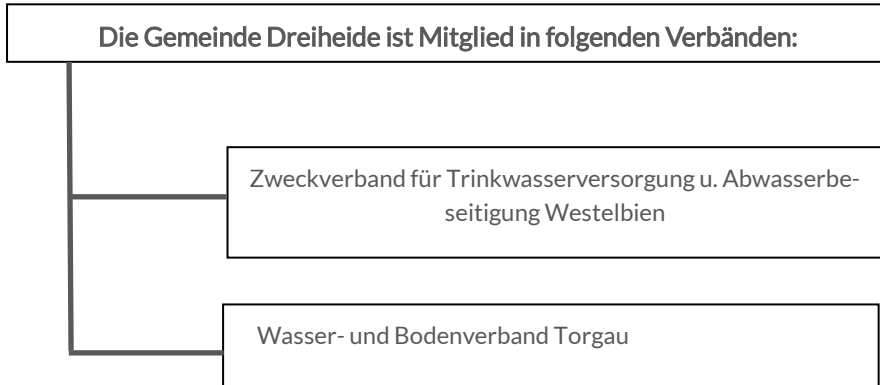 Die Gemeinde Dreiheide ist Mitglied in folgenden Verbänden:
Zweckverband für Trinkwasserversorgung u. Abwasserbe-
seitigung Westelbien
Wasser- und Bodenverband Torgau